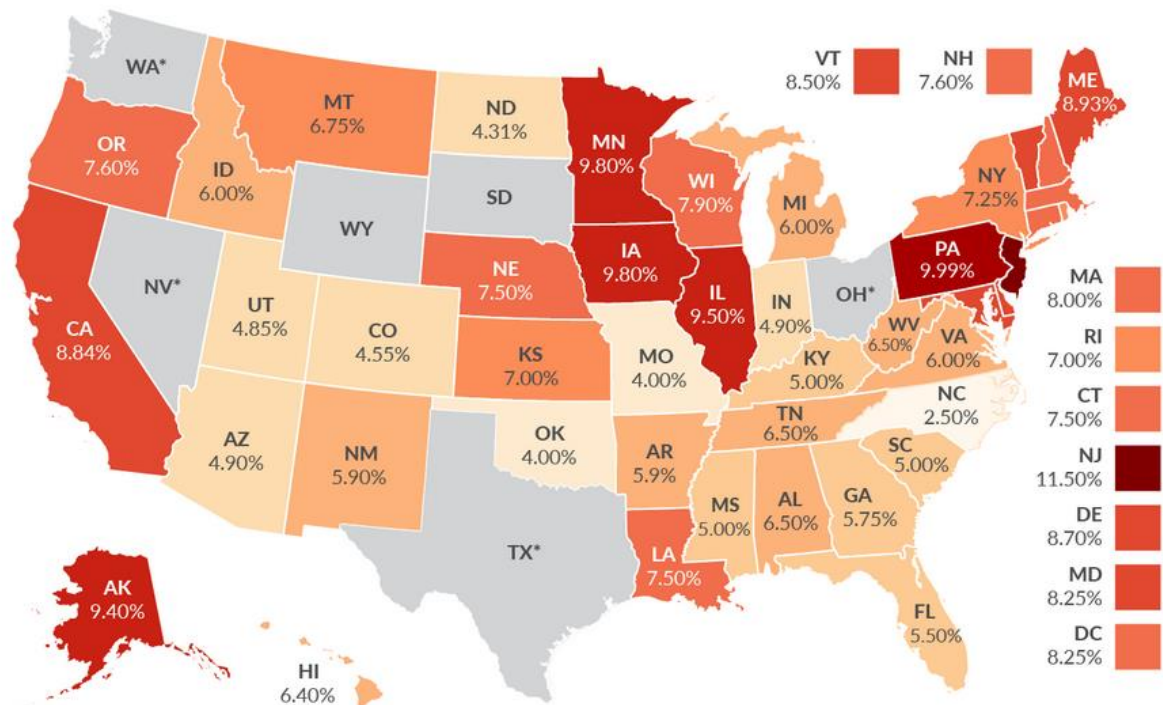 WA*
VT
8.50%
NH
7.60%
ME
8.93%
MT
6.75%
ND
4.31%
MN
9.80%
OR
7.60%
ID
6.00%
WI
7.90%
NY
7.25%
SD
MI
6.00%
WY
PA
9.99%
IA
9.80%
NE
7.50%
MA
8.00%
NV*
IL
9.50%
IN
4.90%
OH*
UT
4.85%
CO
4.55%
CA
8.84%
WV
6.50%
VA
6.00%
RI
7.00%
KS
7.00%
MO
4.00%
KY
5.00%
NC
2.50%
CT
7.50%
TN
6.50%
AZ
4.90%
NM
5.90%
OK
4.00%
AR
5.9%
SC
5.00%
NJ
11.50%
MS
5.00%
AL
6.50%
GA
5.75%
DE
8.70%
TX*
LA
7.50%
AK
9.40%
MD
8.25%
FL
5.50%
DC
8.25%
HI
6.40%